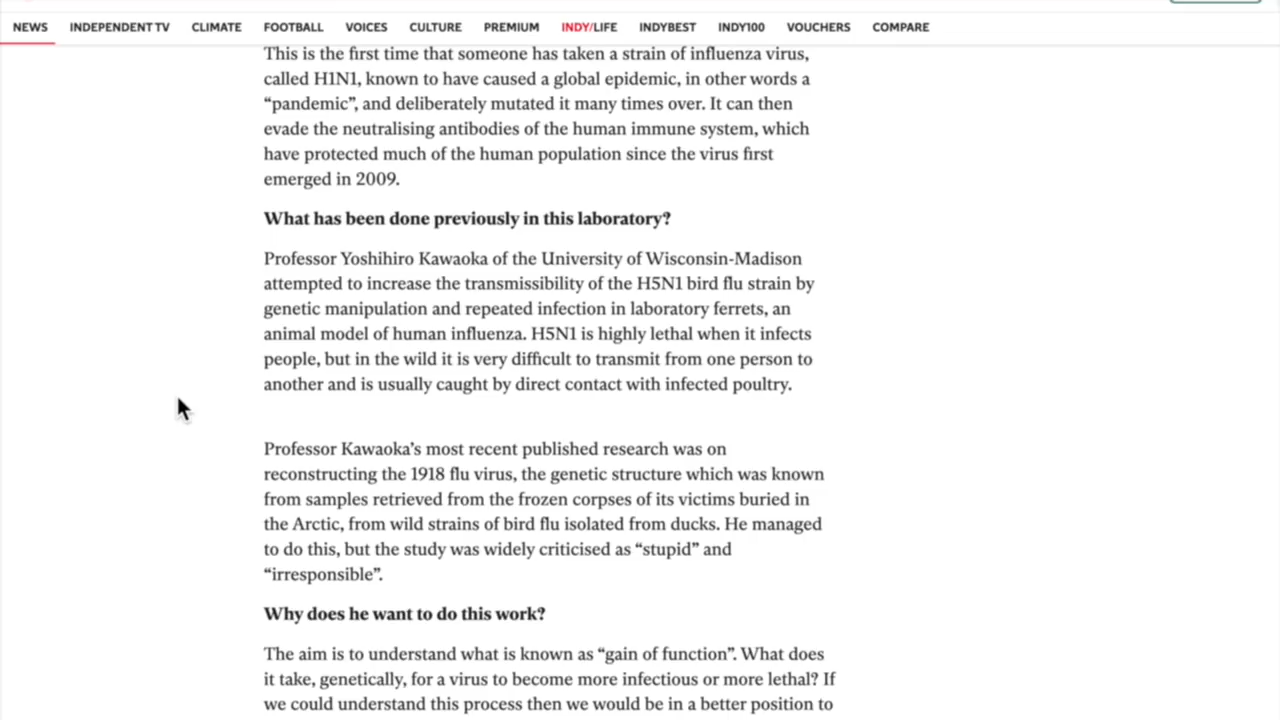 NEWS INDEPENDENT TV CLIMATE FOOTBALL VOICES CULTURE PREMIUM INDY/LIFE INDYBEST INDY100 VOUCHERS COMPARE
This is the first time that someone has taken a strain of influenza virus,
called H1N1, known to have caused a global epidemic, in other words a
“pandemic”, and deliberately mutated it many times over. It can then
evade the neutralising antibodies of the human immune system, which
have protected much of the human population since the virus first
emerged in 2009.
What has been done previously in this laboratory?
Professor Yoshihiro Kawaoka of the University of Wisconsin-Madison
attempted to increase the transmissibility of the H5N1 bird flu strain by
genetic manipulation and repeated infection in laboratory ferrets, an
animal model of human influenza. H5N1 is highly lethal when it infects
people, but in the wild it is very difficult to transmit from one person to
another and is usually caught by direct contact with infected poultry.
Professor Kawaoka’s most recent published research was on
reconstructing the 1918 flu virus, the genetic structure which was known
from samples retrieved from the frozen corpses of its victims buried in
the Arctic, from wild strains of bird flu isolated from ducks. He managed
to do this, but the study was widely criticised as “stupid” and
“irresponsible”.
Why does he want to do this work?
The aim is to understand what is known as “gain of function”. What does
it take, genetically, for a virus to become more infectious or more lethal? If
we could understand this process then we would be in a better position to